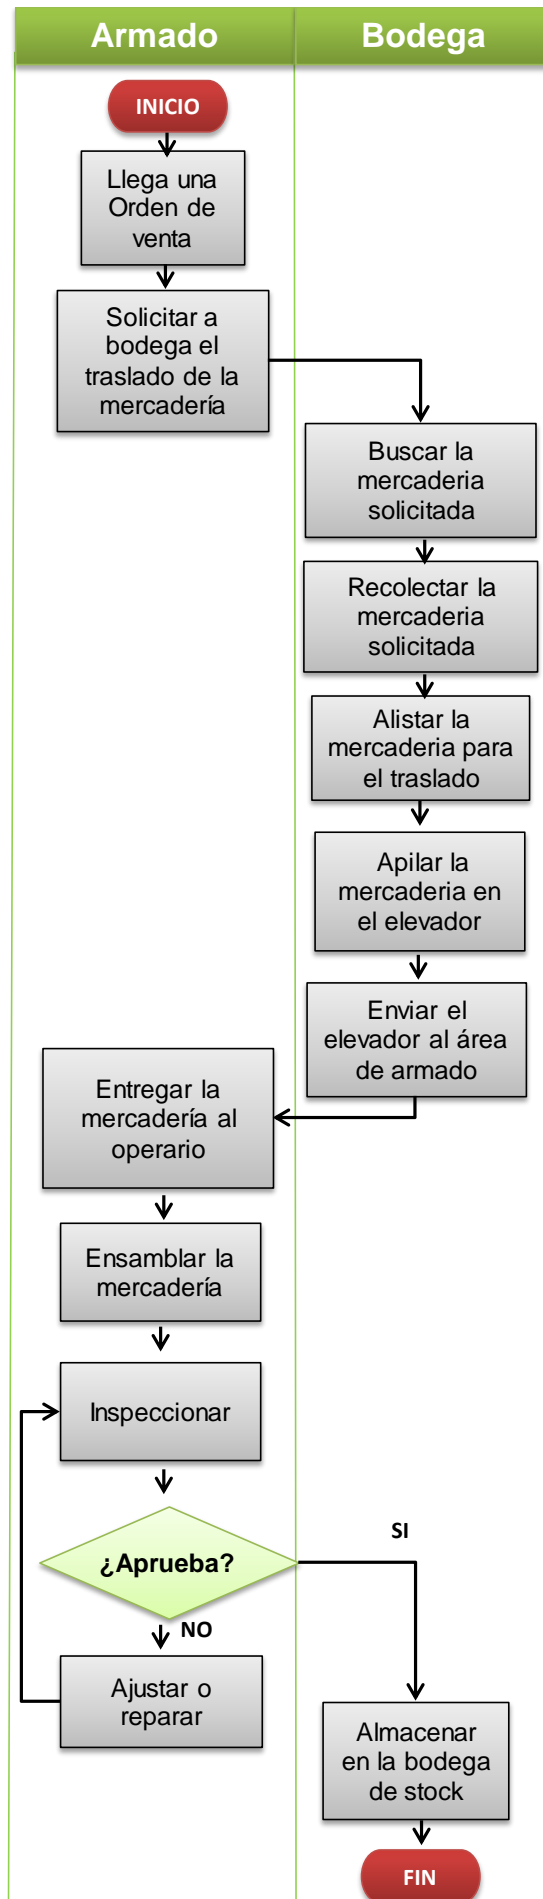 Armado
Bodega
INICIO
Llega una
Orden de
venta
Solicitar a
bodega el
traslado de la
mercadería
Buscar la
mercaderia
solicitada
Recolectar la
mercaderia
solicitada
Alistar la
mercaderia para
el traslado
Apilar la
mercaderia en
el elevador
Enviar el
elevador al área
de armado
Entregar la
mercadería al
operario
Ensamblar la
mercadería
Inspeccionar
¿Aprueba?
SI
NO
Ajustar o
reparar
Almacenar
en la bodega
de stock
FIN